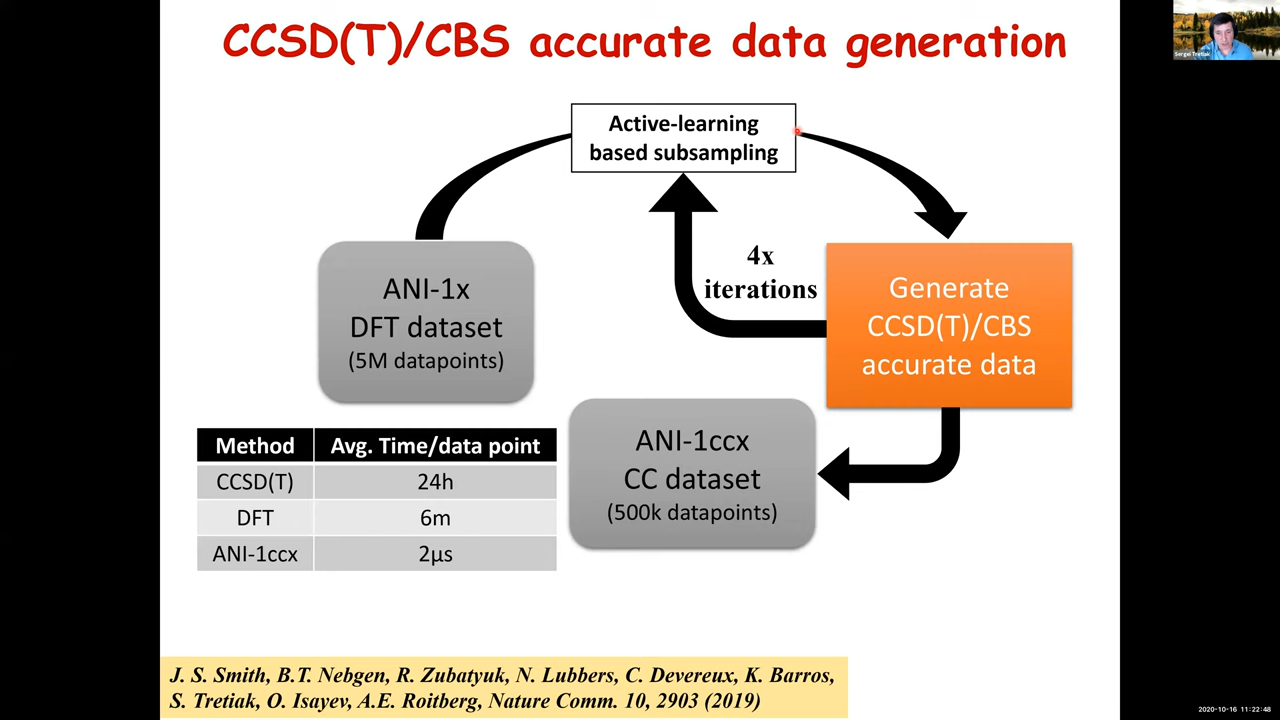 CCSD(T)/CBS accurate data generation
Sergei Tretiak
Active-learning
based subsampling
4x
iterations
ANI-1x
DFT dataset
(5M datapoints)
Generate
CCSD(T)/CBS
accurate data
ANI-1ccx
CC dataset
(500k datapoints)
Method Avg. Time/data point
CCSD(T) 24h
DFT 6m
ANI-1ccx 2µs
J. S. Smith, B.T. Nebgen, R. Zubatyuk, N. Lubbers, C. Devereux, K. Barros,
S. Tretiak, O. Isayev, A.E. Roitberg, Nature Comm. 10, 2903 (2019)
2020-10-16 11:22:48